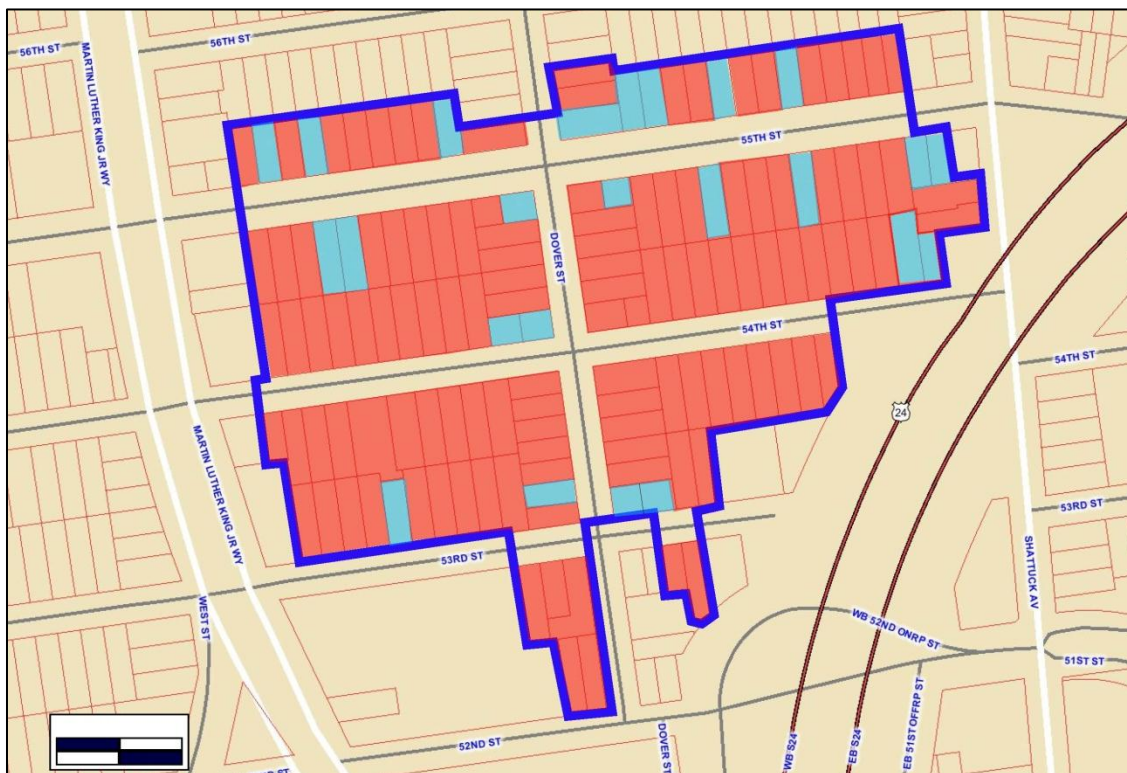 56TH ST
56TH ST
MARTIN LUTHER KING JR WY
55TH ST
DOVER ST
54TH ST
54TH ST
24
MARTIN LUTHER KING JR WY
53RD ST
53RD ST
SHATTUCK AV
WEST ST
WB 52ND ONRP ST
51ST ST
52ND ST
DOVER ST
WB S24
EB S24
EB 51ST OFFRP ST